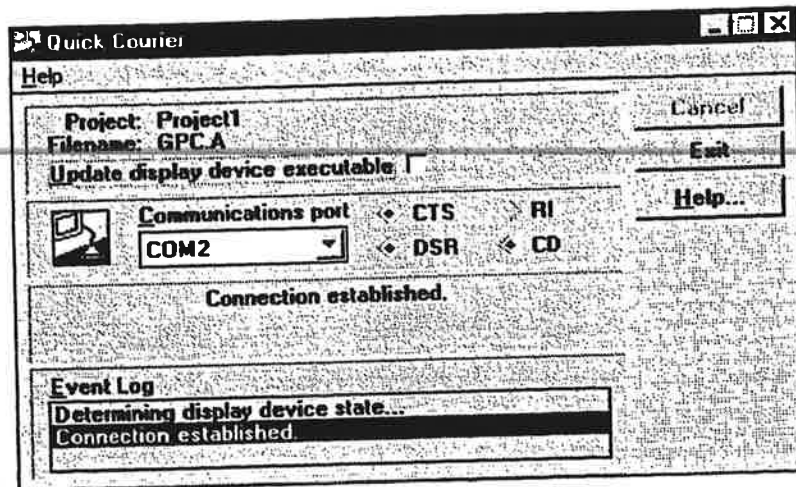 Quick Courier
Help
Project: Project1
Filename: GPC.A
Update display device executable
Cancel
Exit
Help...
Communications port
COM2
CTS
RI
DSR
CD
Connection established.
Event Log
Determining display device state...
Connection established.